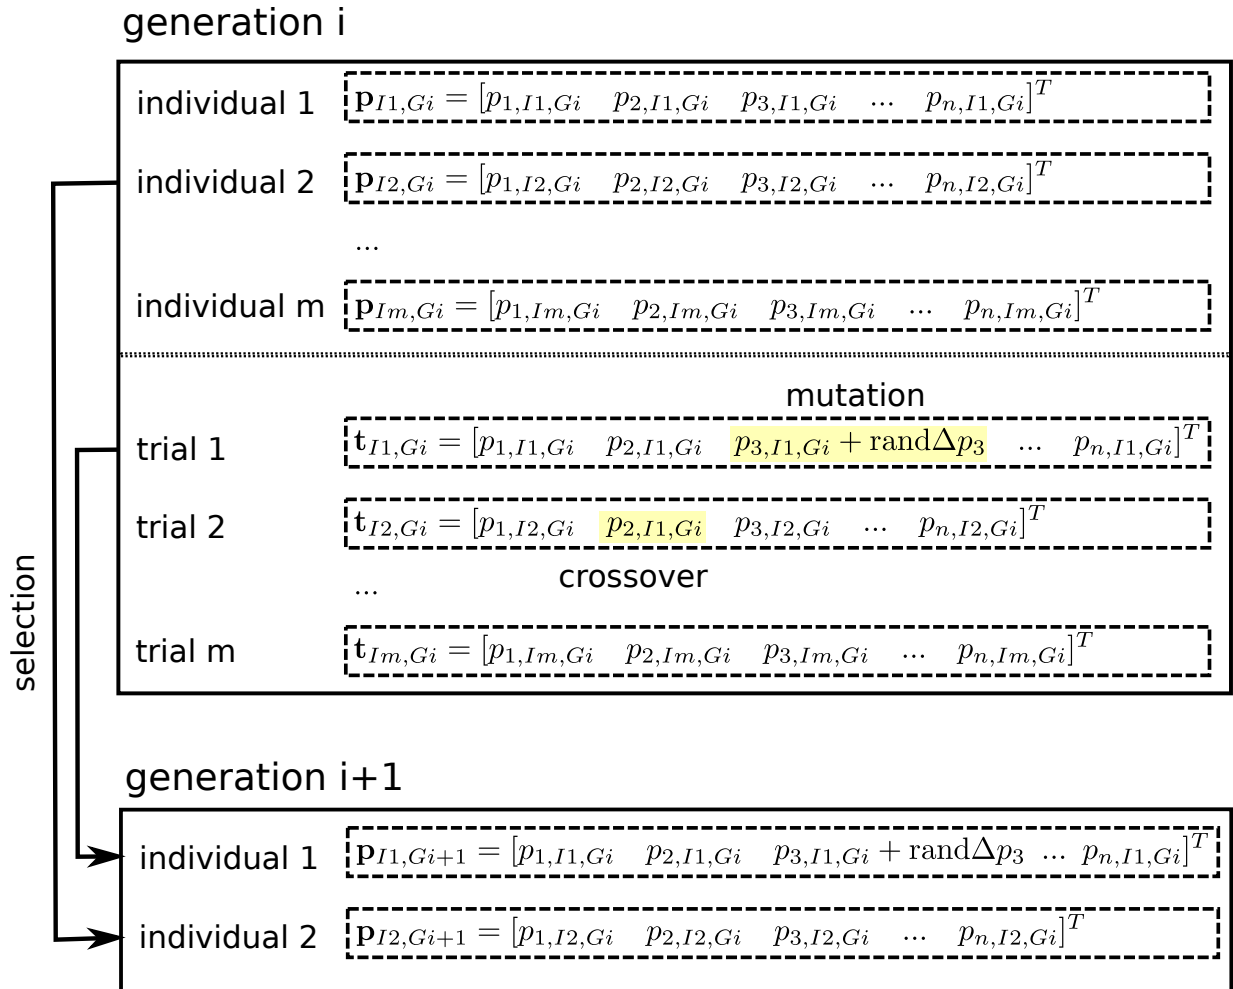 generation i
individual 1 p_{I1,Gi} = [p_{1,I1,Gi} p_{2,I1,Gi} p_{3,I1,Gi} ... p_{n,I1,Gi}]^T
individual 2 p_{I2,Gi} = [p_{1,I2,Gi} p_{2,I2,Gi} p_{3,I2,Gi} ... p_{n,I2,Gi}]^T
...
individual m p_{Im,Gi} = [p_{1,Im,Gi} p_{2,Im,Gi} p_{3,Im,Gi} ... p_{n,Im,Gi}]^T
mutation
trial 1 t_{I1,Gi} = [p_{1,I1,Gi} p_{2,I1,Gi} p_{3,I1,Gi} + randΔp_3 ... p_{n,I1,Gi}]^T
trial 2 t_{I2,Gi} = [p_{1,I2,Gi} p_{2,I1,Gi} p_{3,I2,Gi} ... p_{n,I2,Gi}]^T
crossover
...
trial m t_{Im,Gi} = [p_{1,Im,Gi} p_{2,Im,Gi} p_{3,Im,Gi} ... p_{n,Im,Gi}]^T
selection
generation i+1
individual 1 p_{I1,Gi+1} = [p_{1,I1,Gi} p_{2,I1,Gi} p_{3,I1,Gi} + randΔp_3 ... p_{n,I1,Gi}]^T
individual 2 p_{I2,Gi+1} = [p_{1,I2,Gi} p_{2,I2,Gi} p_{3,I2,Gi} ... p_{n,I2,Gi}]^T